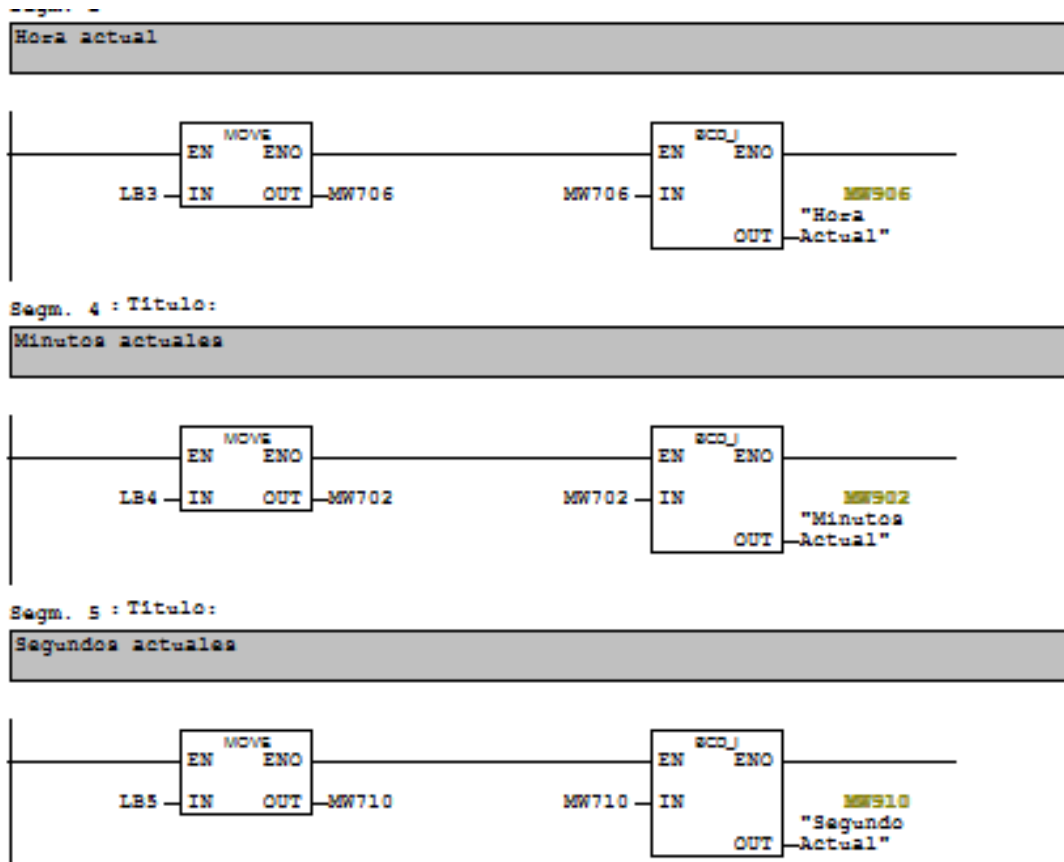 Hora actual
MOVE BCD_I
EN ENO EN ENO
LB3 IN OUT MW706 MW706 IN MW906
"Hora
OUT Actual"
Segm. 4 : Título:
Minutos actuales
MOVE BCD_I
EN ENO EN ENO
LB4 IN OUT MW702 MW702 IN MW902
"Minutos
OUT Actual"
Segm. 5 : Título:
Segundos actuales
MOVE BCD_I
EN ENO EN ENO
LB5 IN OUT MW710 MW710 IN MW910
"Segundo
OUT Actual"